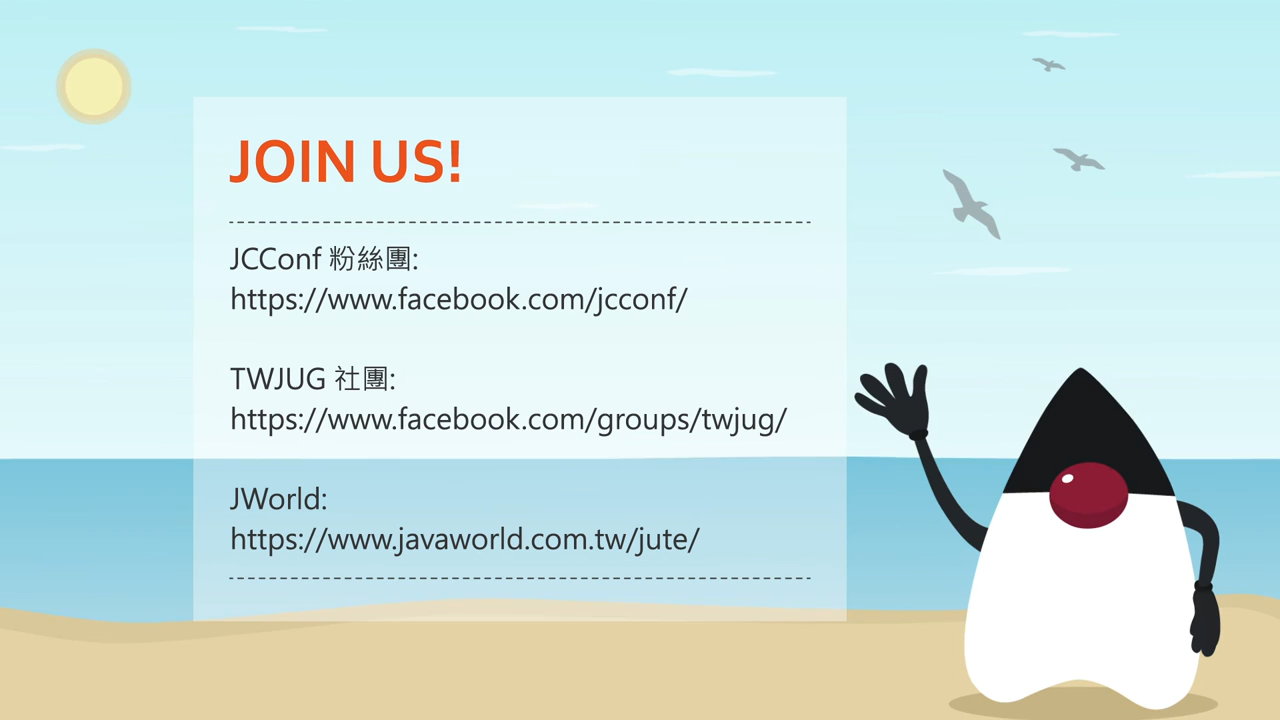 JOIN US!
JCConf 粉絲團:
https://www.facebook.com/jcconf/
TWJUG 社團:
https://www.facebook.com/groups/twjug/
JWorld:
https://www.javaworld.com.tw/jute/